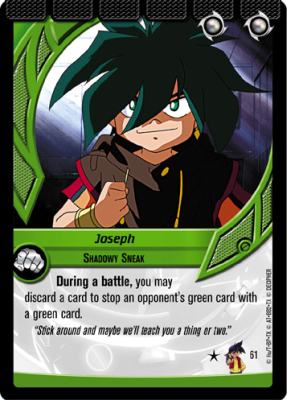 Joseph
SHADOWY SNEAK
During a battle, you may
discard a card to stop an opponent's green card with
a green card.
"Stick around and maybe we'll teach you a thing or two."
61